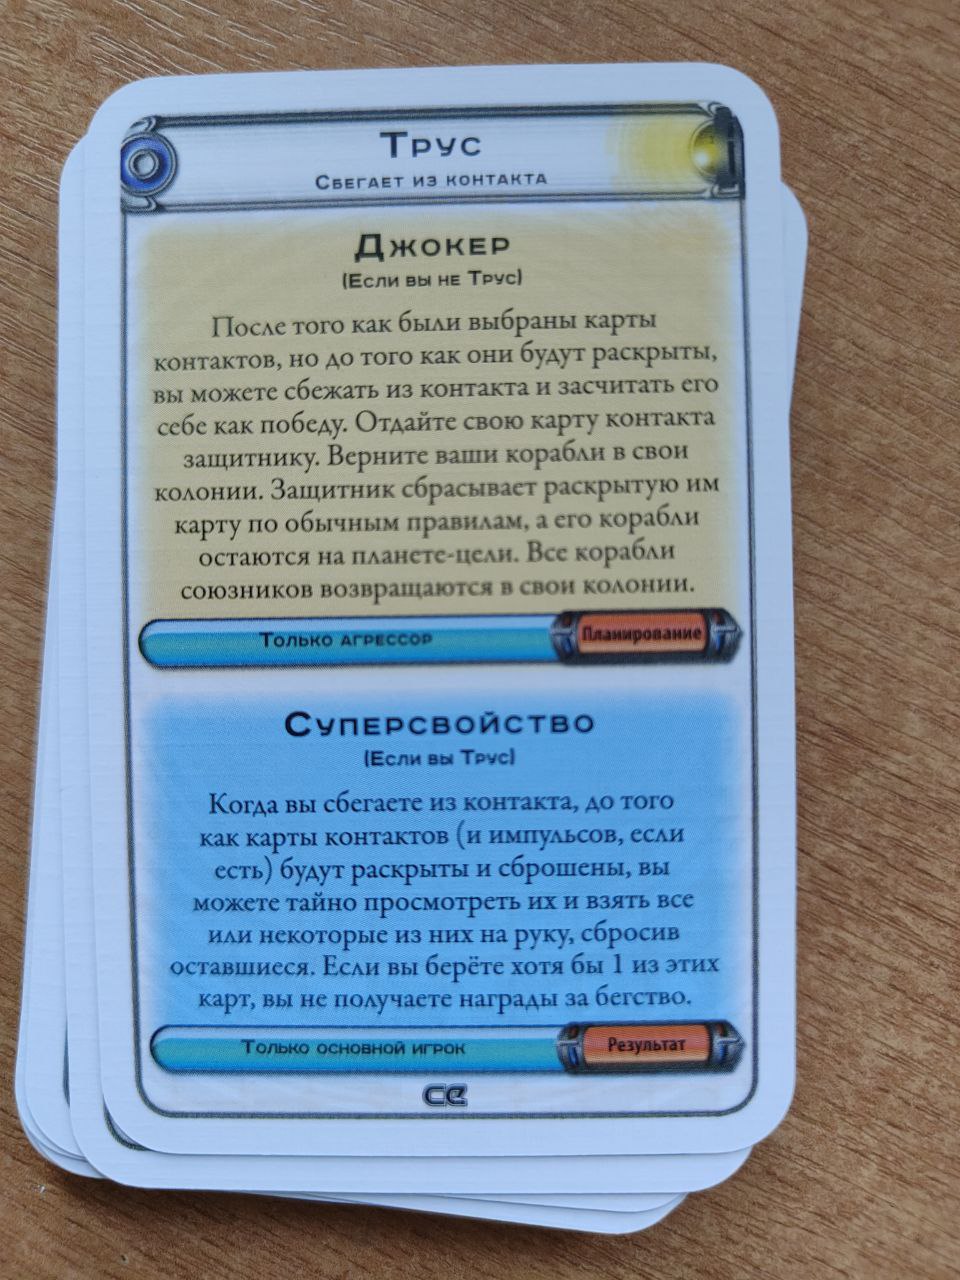 Трус
Сбегает из контакта
Джокер
(Если вы не Трус)
После того как были выбраны карты
контактов, но до того как они будут раскрыты,
вы можете сбежать из контакта и засчитать его
себе как победу. Отдайте свою карту контакта
защитнику. Верните ваши корабли в свои
колонии. Защитник сбрасывает раскрытую им
карту по обычным правилам, а его корабли
остаются на планете-цели. Все корабли
союзников возвращаются в свои колонии.
Только агрессор
Планирование
Суперсвойство
(Если вы Трус)
Когда вы сбегаете из контакта, до того
как карты контактов (и импульсов, если
есть) будут раскрыты и сброшены, вы
можете тайно просмотреть их и взять все
или некоторые из них на руку, сбросив
оставшиеся. Если вы берёте хотя бы 1 из этих
карт, вы не получаете награды за бегство.
Только основной игрок
Результат
CE